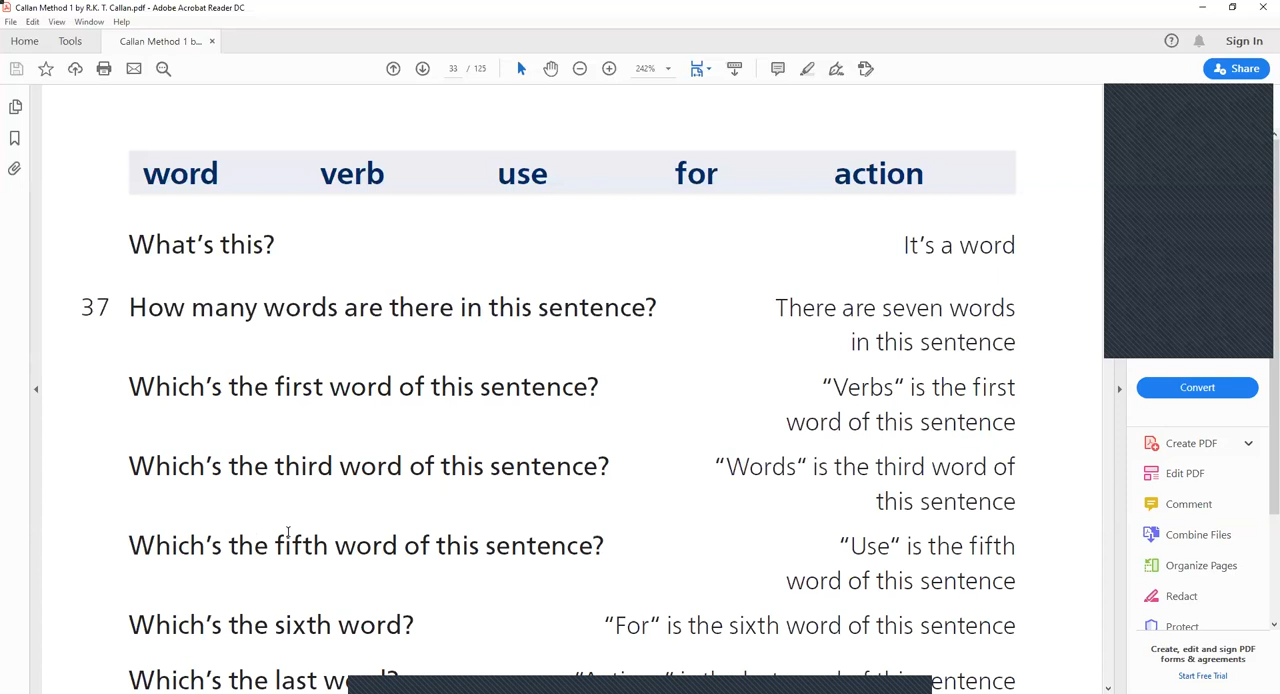 Callan Method 1 by R.K. T. Callan.pdf - Adobe Acrobat Reader DC
File Edit View Window Help
Home Tools Callan Method 1 b... × Sign In
33 / 125 242% Share
word verb use for action
What's this? It's a word
37 How many words are there in this sentence? There are seven words
in this sentence
Which's the first word of this sentence? “Verbs“ is the first
word of this sentence
Which's the third word of this sentence? “Words“ is the third word of
this sentence
Which's the fifth word of this sentence? “Use“ is the fifth
word of this sentence
Which's the sixth word? “For“ is the sixth word of this sentence
Which's the last
Convert
Create PDF
Edit PDF
Comment
Combine Files
Organize Pages
Redact
Protect
Create, edit and sign PDF
forms & agreements
Start Free Trial